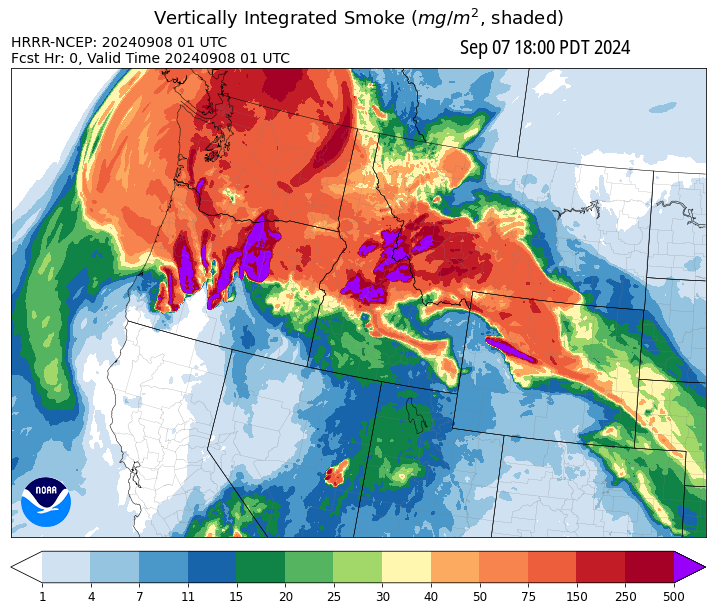 Vertically Integrated Smoke (mg/m², shaded)
HRRR-NCEP: 20240908 01 UTC
Sep 07 18:00 PDT 2024
Fcst Hr: 0, Valid Time 20240908 01 UTC
NOAA
1 4 7 11 15 20 25 30 40 50 75 150 250 500